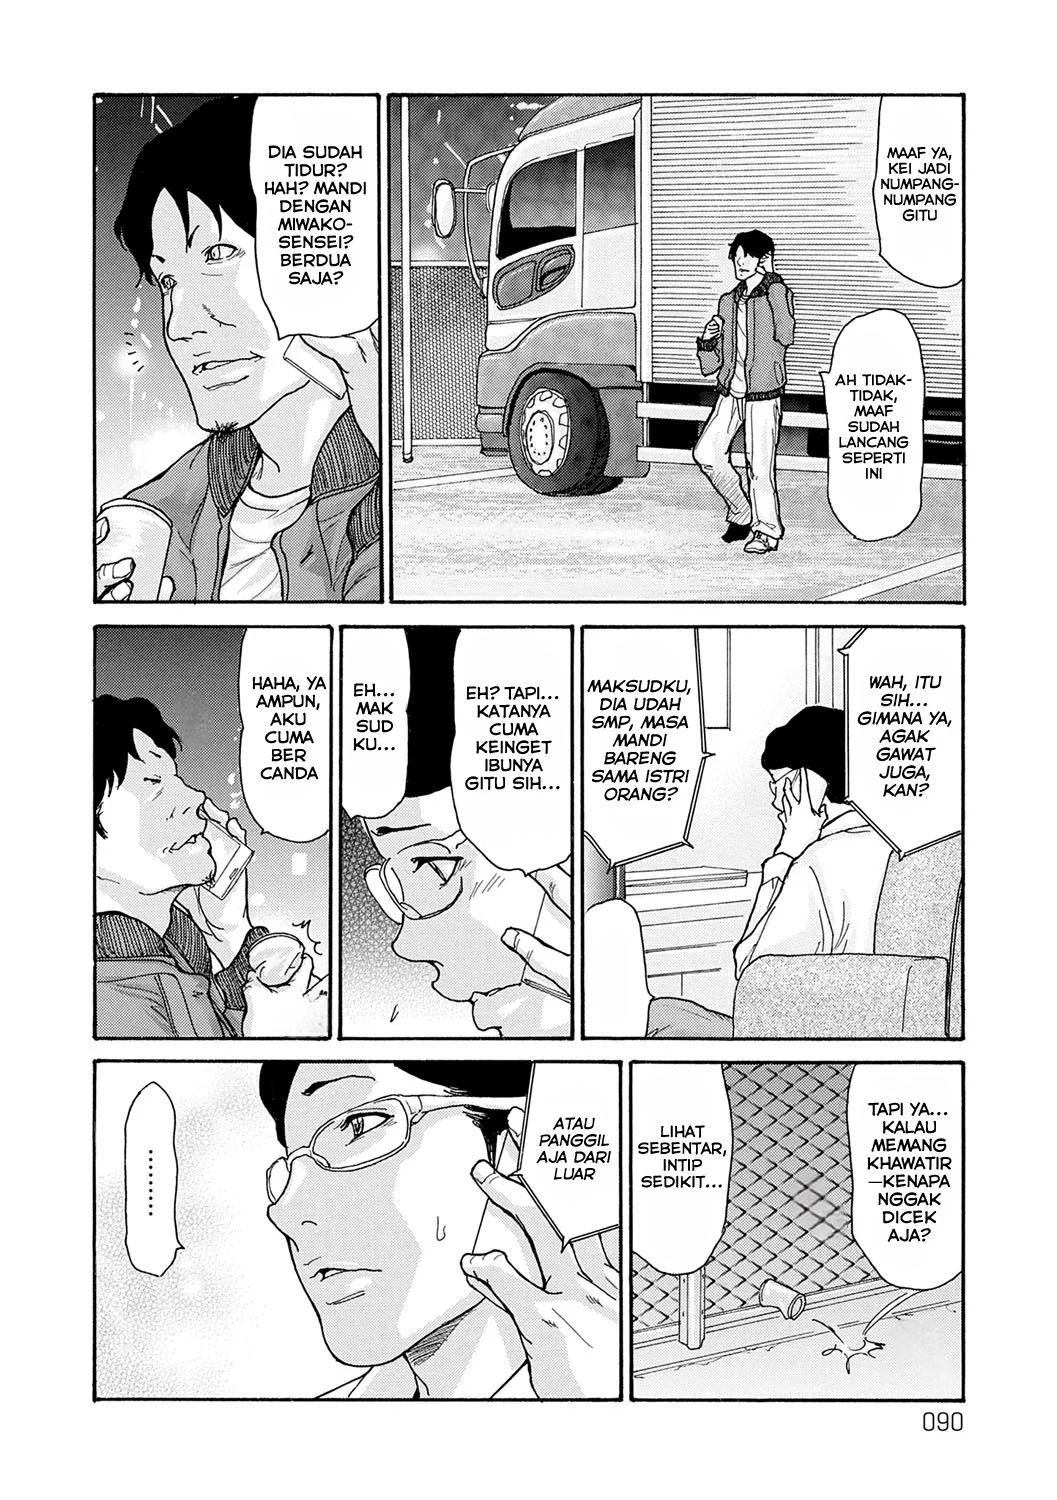 MAAF YA,
KEI JADI
NUMPANG-
NUMPANG
GITU
AH TIDAK-
TIDAK,
MAAF
SUDAH
LANCANG
SEPERTI
INI
DIA SUDAH
TIDUR?
HAH? MANDI
DENGAN
MIWAKO-
SENSEI?
BERDUA
SAJA?
WAH, ITU
SIH...
GIMANA YA,
AGAK
GAWAT
JUGA,
KAN?
MAKSUDKU,
DIA UDAH
SMP, MASA
MANDI
BARENG
SAMA ISTRI
ORANG?
EH? TAPI...
KATANYA
CUMA
KEINGET
IBUNYA
GITU SIH...
EH...
MAK
SUD
KU...
HAHA, YA
AMPUN,
AKU
CUMA
BER
CANDA
TAPI YA...
KALAU
MEMANG
KHAWATIR
—KENAPA
NGGAK
DICEK
AJA?
LIHAT
SEBENTAR,
INTIP
SEDIKIT...
ATAU
PANGGIL
AJA DARI
LUAR
.........
090